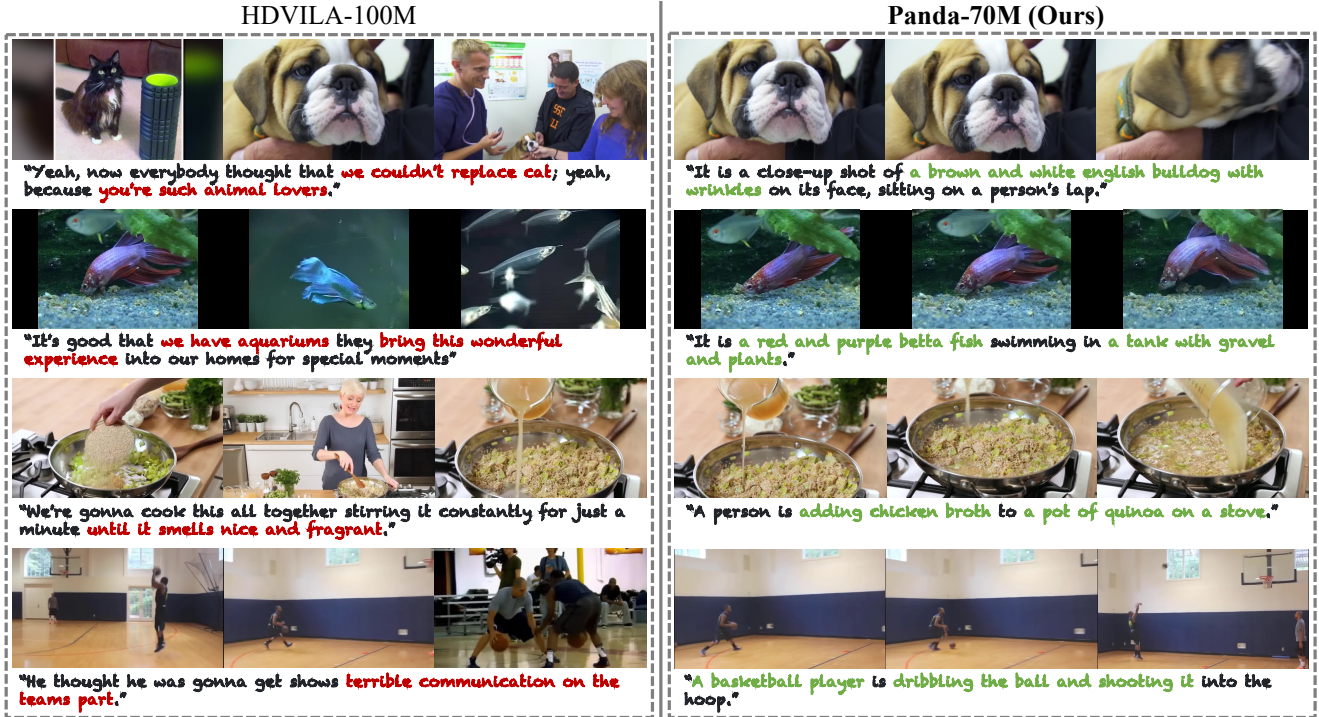 HDVILA-100M
Panda-70M (Ours)
"Yeah, now everybody thought that we couldn't replace cat; yeah,
because you're such animal lovers."
"It is a close-up shot of a brown and white english bulldog with
wrinkles on its face, sitting on a person's lap."
"It's good that we have aquariums they bring this wonderful
experience into our homes for special moments"
"It is a red and purple betta fish swimming in a tank with gravel
and plants."
"We're gonna cook this all together stirring it constantly for just a
minute until it smells nice and fragrant."
"A person is adding chicken broth to a pot of quinoa on a stove."
"He thought he was gonna get shows terrible communication on the
teams part."
"A basketball player is dribbling the ball and shooting it into the
hoop."